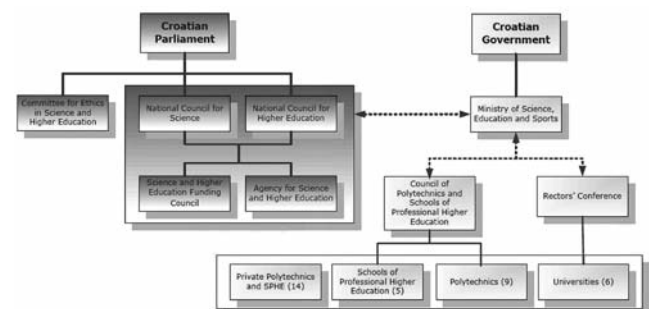 Croatian
Parliament
Croatian
Government
Committee for Ethics
in Science and
Higher Education
National Council for
Science
National Council for
Higher Education
Ministry of Science,
Education and Sports
Science and Higher
Education Funding
Council
Agency for Science
and Higher Education
Council of
Polytechnics and
Schools of
Professional Higher
Education
Rectors' Conference
Private Polytechnics
and SPHE (14)
Schools of
Professional Higher
Education (5)
Polytechnics (9)
Universities (6)